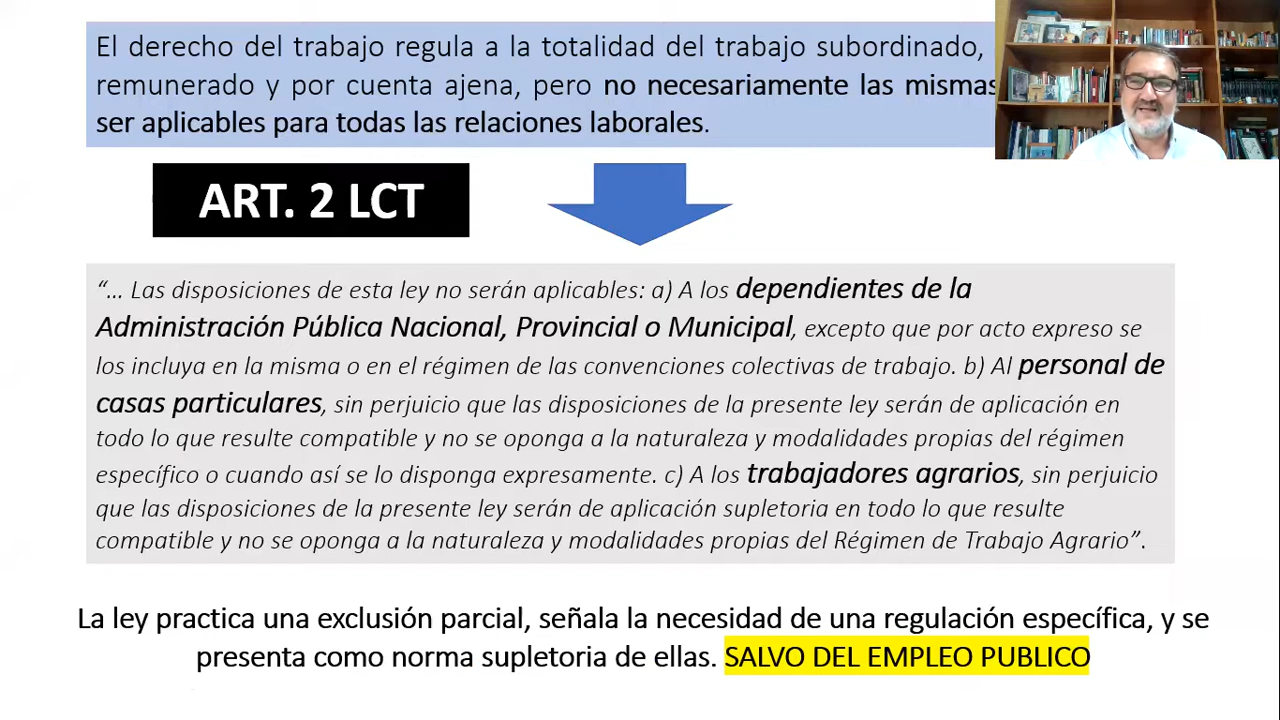 El derecho del trabajo regula a la totalidad del trabajo subordinado,
remunerado y por cuenta ajena, pero no necesariamente las mismas
ser aplicables para todas las relaciones laborales.
ART. 2 LCT
“... Las disposiciones de esta ley no serán aplicables: a) A los dependientes de la
Administración Pública Nacional, Provincial o Municipal, excepto que por acto expreso se
los incluya en la misma o en el régimen de las convenciones colectivas de trabajo. b) Al personal de
casas particulares, sin perjuicio que las disposiciones de la presente ley serán de aplicación en
todo lo que resulte compatible y no se oponga a la naturaleza y modalidades propias del régimen
específico o cuando así se lo disponga expresamente. c) A los trabajadores agrarios, sin perjuicio
que las disposiciones de la presente ley serán de aplicación supletoria en todo lo que resulte
compatible y no se oponga a la naturaleza y modalidades propias del Régimen de Trabajo Agrario”.
La ley practica una exclusión parcial, señala la necesidad de una regulación específica, y se
presenta como norma supletoria de ellas. SALVO DEL EMPLEO PUBLICO